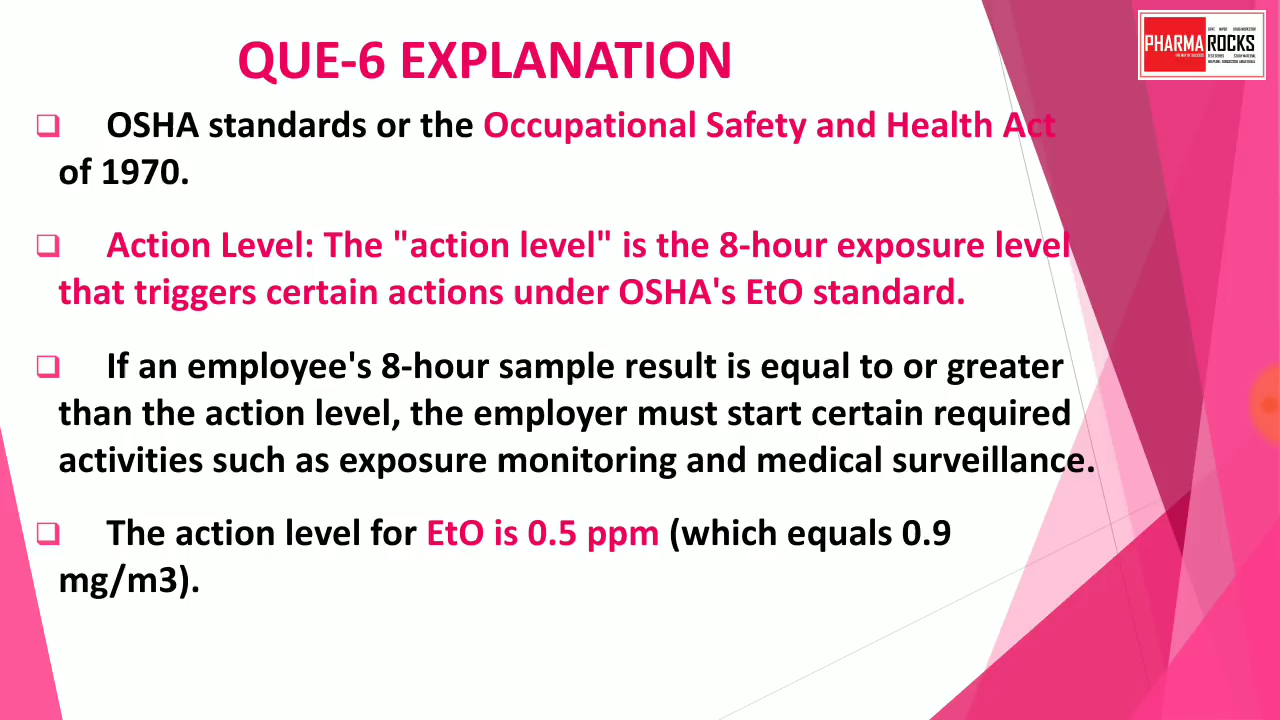 QUE-6 EXPLANATION
PHARMA ROCKS
OSHA standards or the Occupational Safety and Health Act
of 1970.
Action Level: The "action level" is the 8-hour exposure level
that triggers certain actions under OSHA's EtO standard.
If an employee's 8-hour sample result is equal to or greater
than the action level, the employer must start certain required
activities such as exposure monitoring and medical surveillance.
The action level for EtO is 0.5 ppm (which equals 0.9
mg/m3).